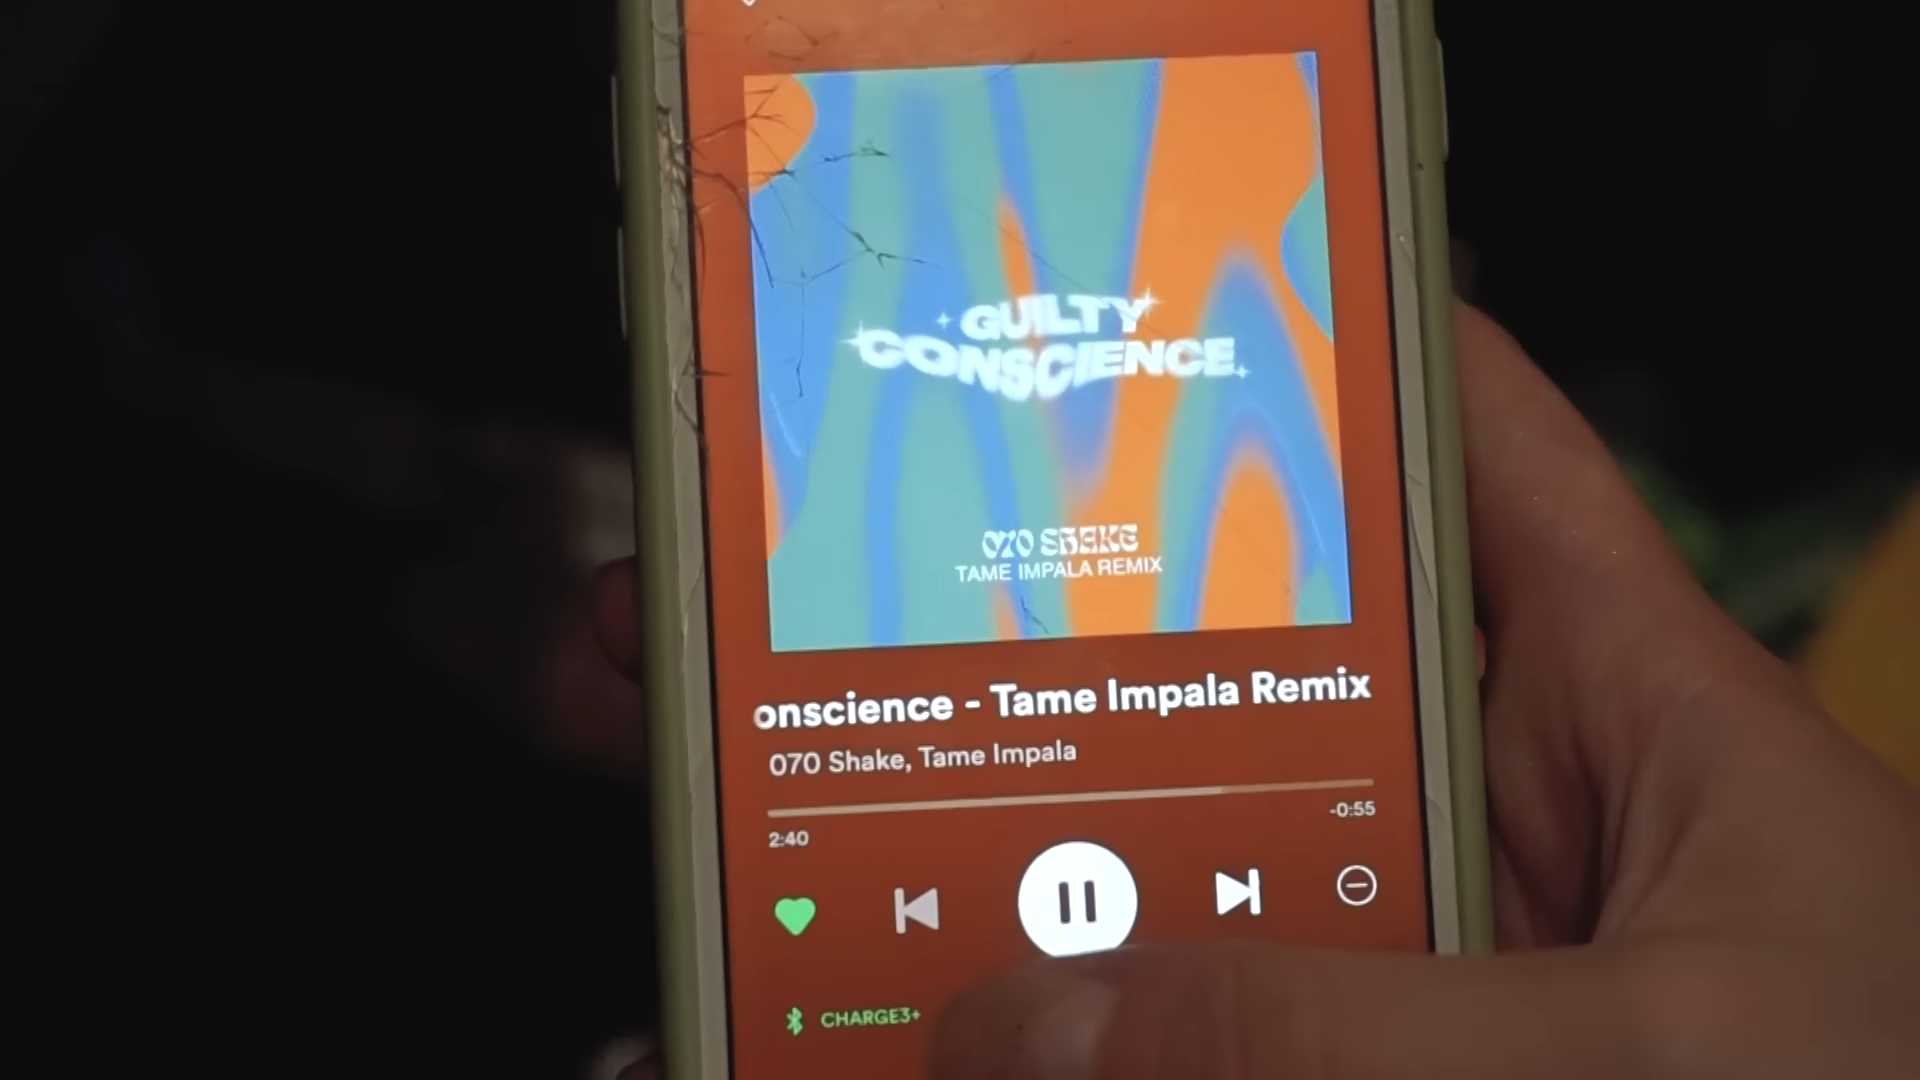 GUILTY
CONSCIENCE
070 SHAKE
TAME IMPALA REMIX
onscience - Tame Impala Remix
070 Shake, Tame Impala
2:40
-0:55
CHARGE3+